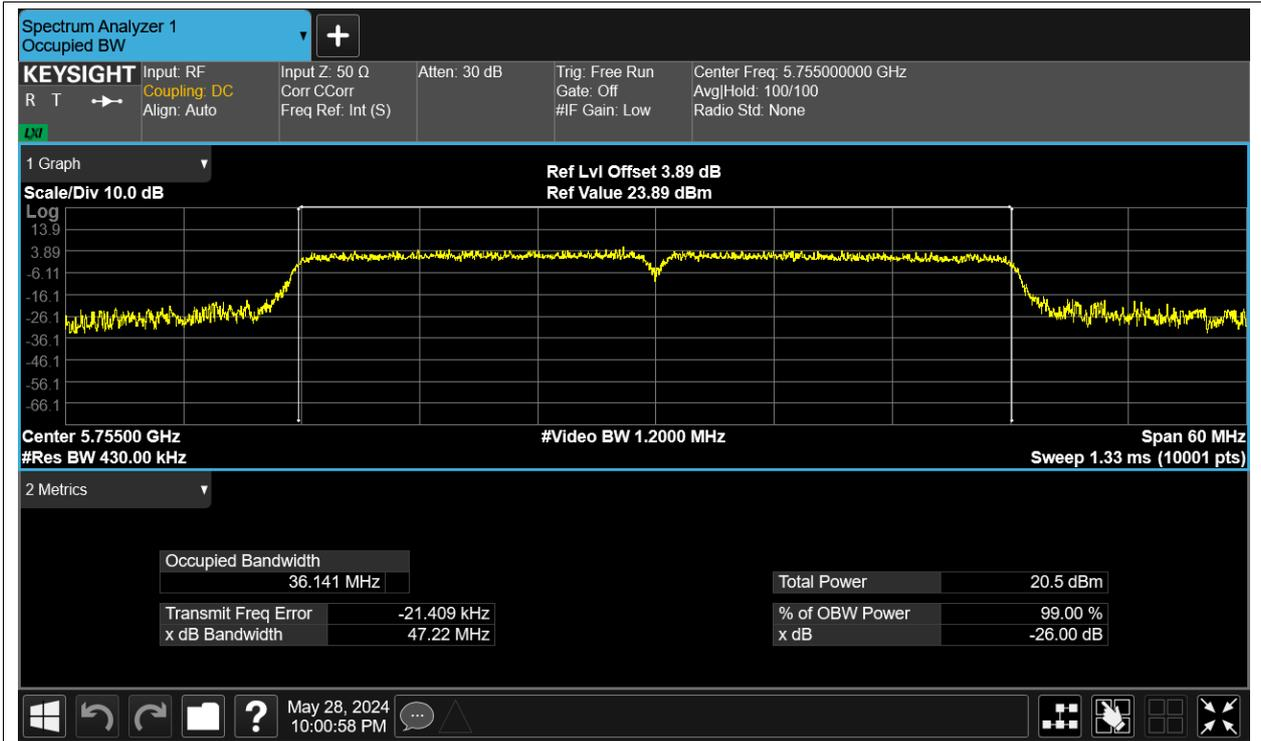 Spectrum Analyzer 1
Occupied BW
+
KEYSIGHT
R T
LXI
Input: RF
Coupling: DC
Align: Auto
Input Z: 50 Ω
Corr CCorr
Freq Ref: Int (S)
Atten: 30 dB
Trig: Free Run
Gate: Off
#IF Gain: Low
Center Freq: 5.755000000 GHz
Avg|Hold: 100/100
Radio Std: None
1 Graph
Scale/Div 10.0 dB
Ref Lvl Offset 3.89 dB
Ref Value 23.89 dBm
Log
13.9
3.89
-6.11
-16.1
-26.1
-36.1
-46.1
-56.1
-66.1
Center 5.75500 GHz
#Video BW 1.2000 MHz
Span 60 MHz
#Res BW 430.00 kHz
Sweep 1.33 ms (10001 pts)
2 Metrics
Occupied Bandwidth
36.141 MHz
Total Power 20.5 dBm
Transmit Freq Error -21.409 kHz
% of OBW Power 99.00 %
x dB Bandwidth 47.22 MHz
x dB -26.00 dB
?
May 28, 2024
10:00:58 PM